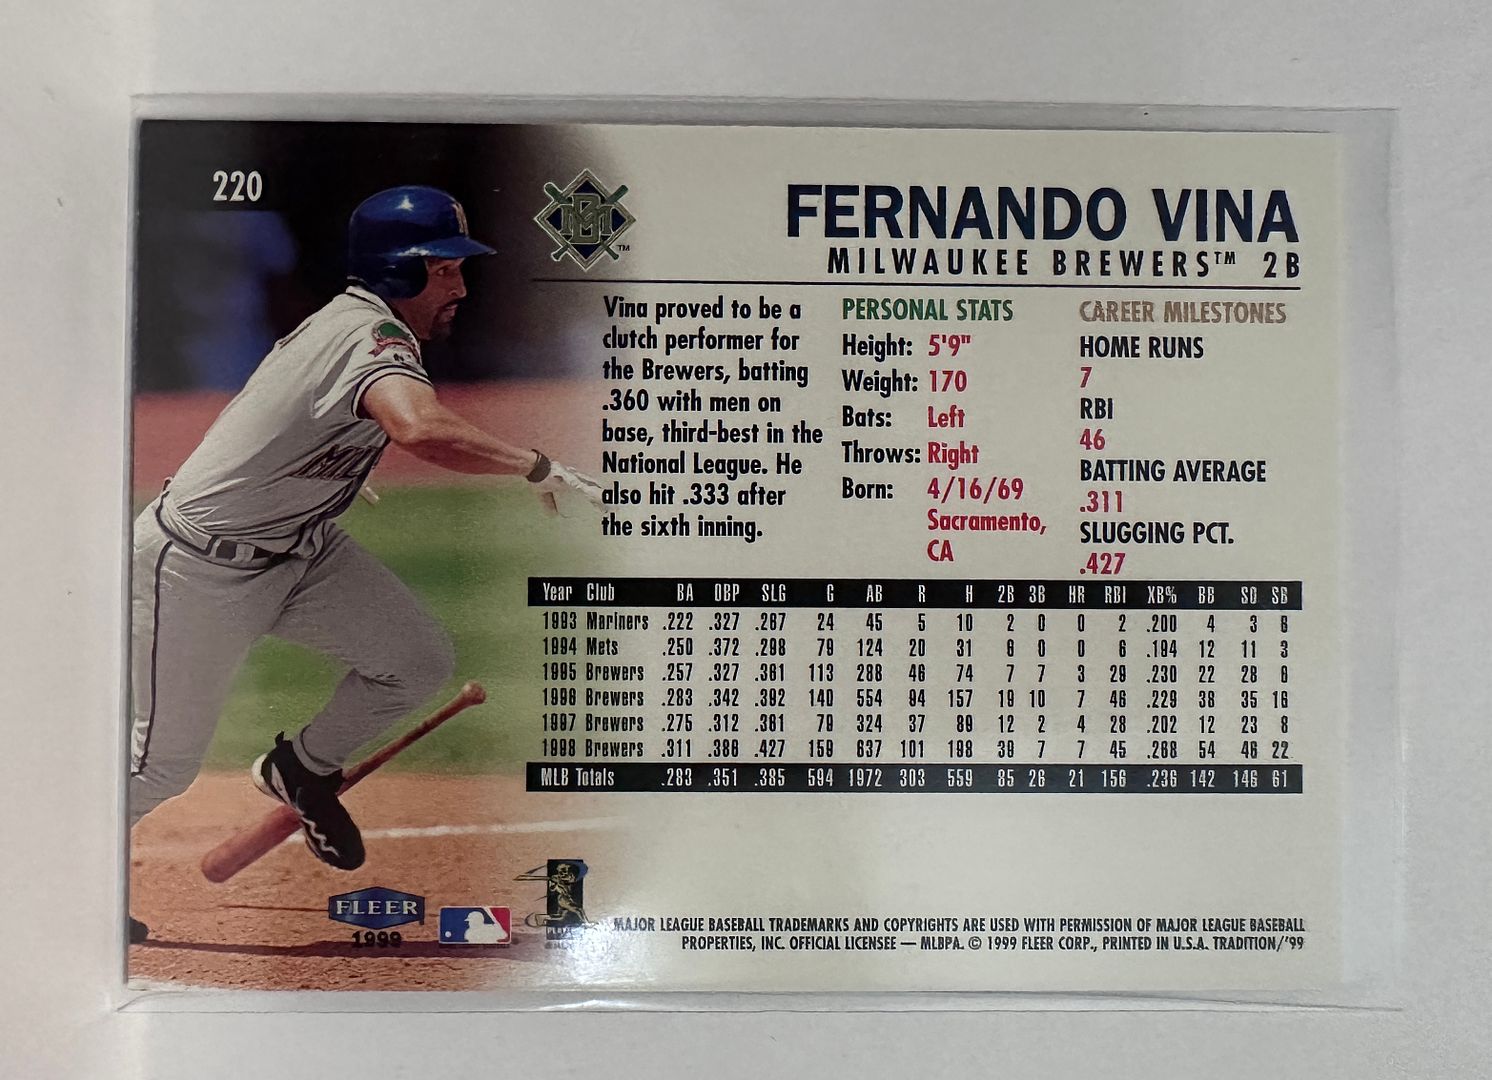 220
FERNANDO VINA
MILWAUKEE BREWERS™ 2B
Vina proved to be a
clutch performer for
the Brewers, batting
.360 with men on
base, third-best in the
National League. He
also hit .333 after
the sixth inning.
PERSONAL STATS
Height: 5'9"
Weight: 170
Bats: Left
Throws: Right
Born: 4/16/69
Sacramento,
CA
CAREER MILESTONES
HOME RUNS
7
RBI
46
BATTING AVERAGE
.311
SLUGGING PCT.
.427
Year Club BA OBP SLG G AB R H 2B 3B HR RBI XB% BB SO SB
1993 Mariners .222 .327 .267 24 45 5 10 2 0 0 2 .200 4 3 6
1994 Mets .250 .372 .298 79 124 20 31 6 0 0 6 .194 12 11 3
1995 Brewers .257 .327 .361 113 288 46 74 7 7 3 29 .230 22 28 6
1996 Brewers .283 .342 .392 140 554 94 157 19 10 7 46 .229 38 35 16
1997 Brewers .275 .312 .361 79 324 37 89 12 2 4 28 .202 12 23 8
1998 Brewers .311 .386 .427 159 637 101 198 39 7 7 45 .268 54 46 22
MLB Totals .283 .351 .385 594 1972 303 559 85 26 21 156 .236 142 146 61
FLEER
1999
MAJOR LEAGUE BASEBALL TRADEMARKS AND COPYRIGHTS ARE USED WITH PERMISSION OF MAJOR LEAGUE BASEBALL
PROPERTIES, INC. OFFICIAL LICENSEE — MLBPA. © 1999 FLEER CORP., PRINTED IN U.S.A. TRADITION/'99